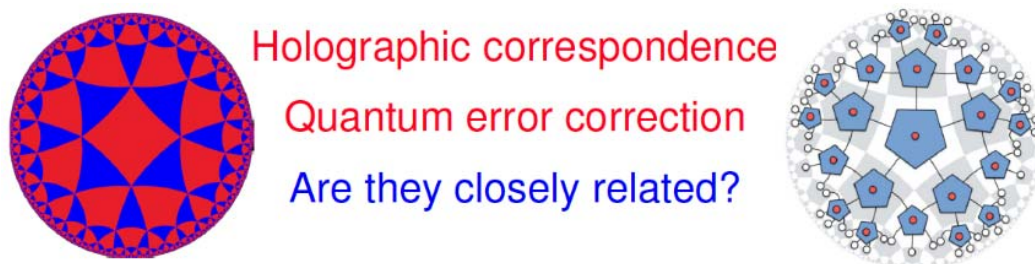 Holographic correspondence
Quantum error correction
Are they closely related?